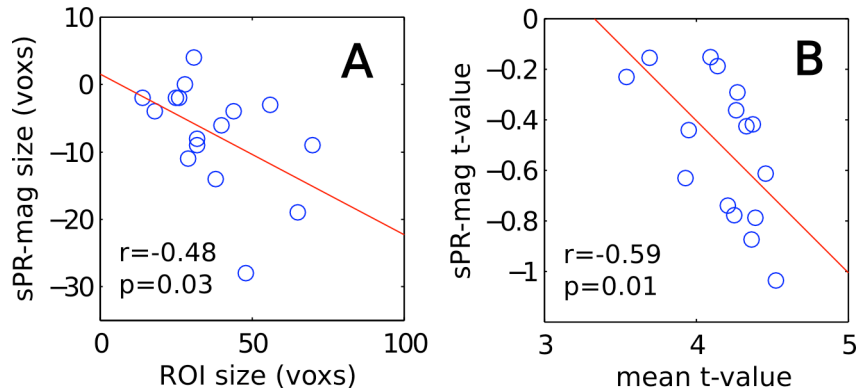 A
10
0
−10
−20
−30
sPR-mag size (voxs)
r=-0.48
p=0.03
0
50
100
ROI size (voxs)
B
0
−0.2
−0.4
−0.6
−0.8
−1
sPR-mag t-value
r=-0.59
p=0.01
3
4
5
mean t-value